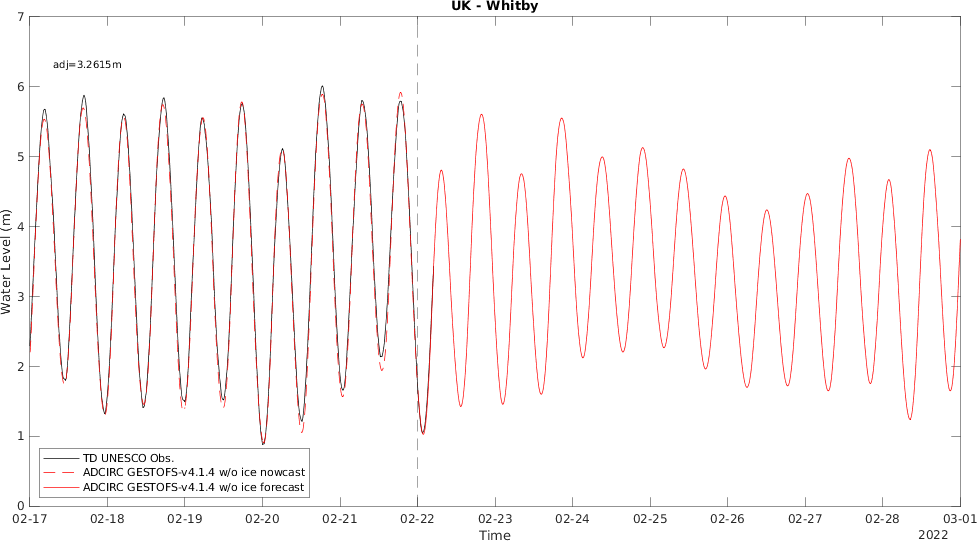 UK - Whitby
adj=3.2615m
7
6
5
4
3
2
1
0
Water Level (m)
TD UNESCO Obs.
ADCIRC GESTOFS-v4.1.4 w/o ice nowcast
ADCIRC GESTOFS-v4.1.4 w/o ice forecast
02-17 02-18 02-19 02-20 02-21 02-22 02-23 02-24 02-25 02-26 02-27 02-28 03-01
Time
2022